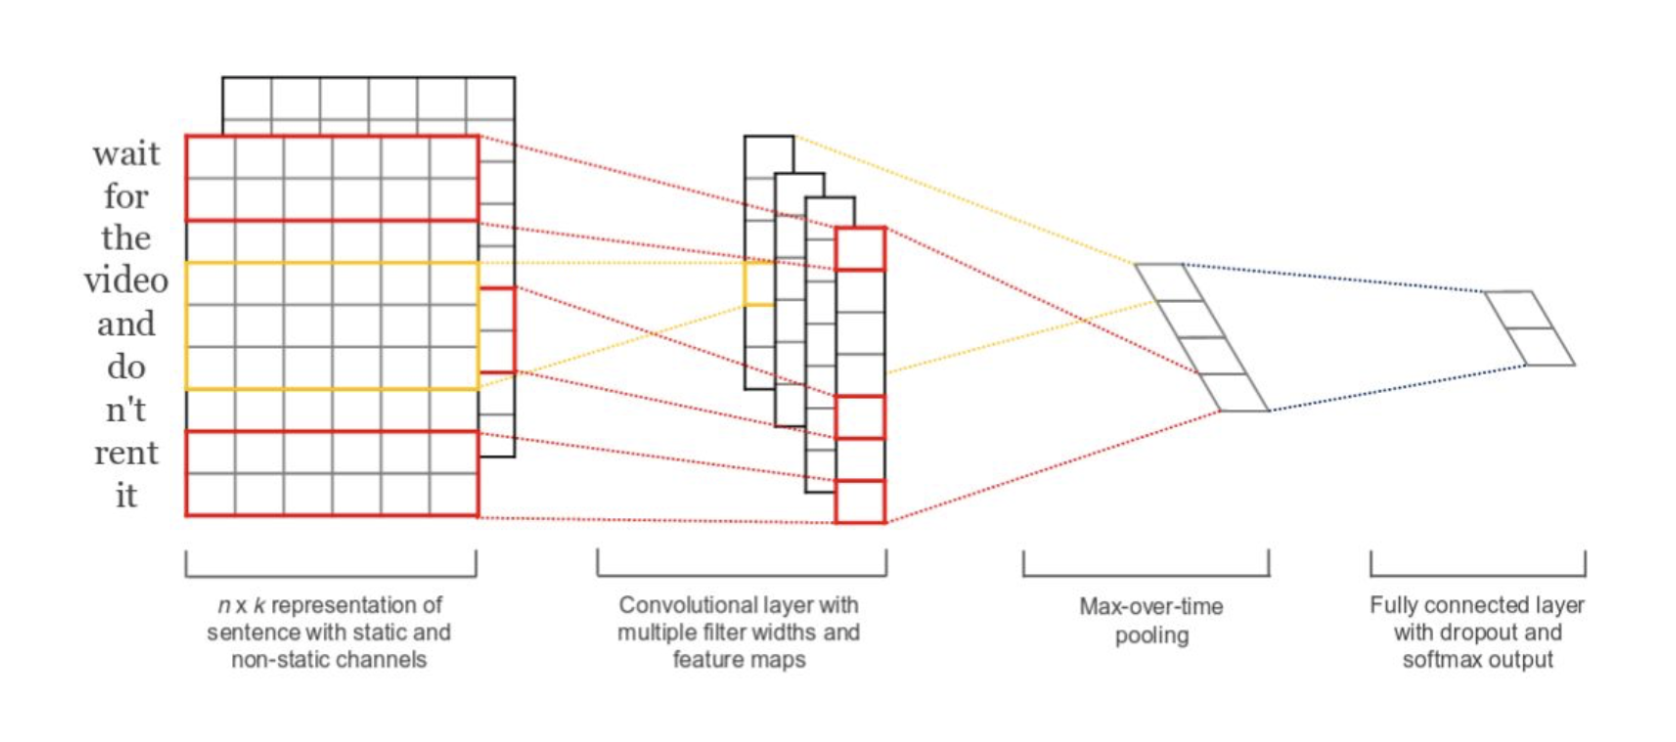 wait
for
the
video
and
do
n't
rent
it
n x k representation of
sentence with static and
non-static channels
Convolutional layer with
multiple filter widths and
feature maps
Max-over-time
pooling
Fully connected layer
with dropout and
softmax output